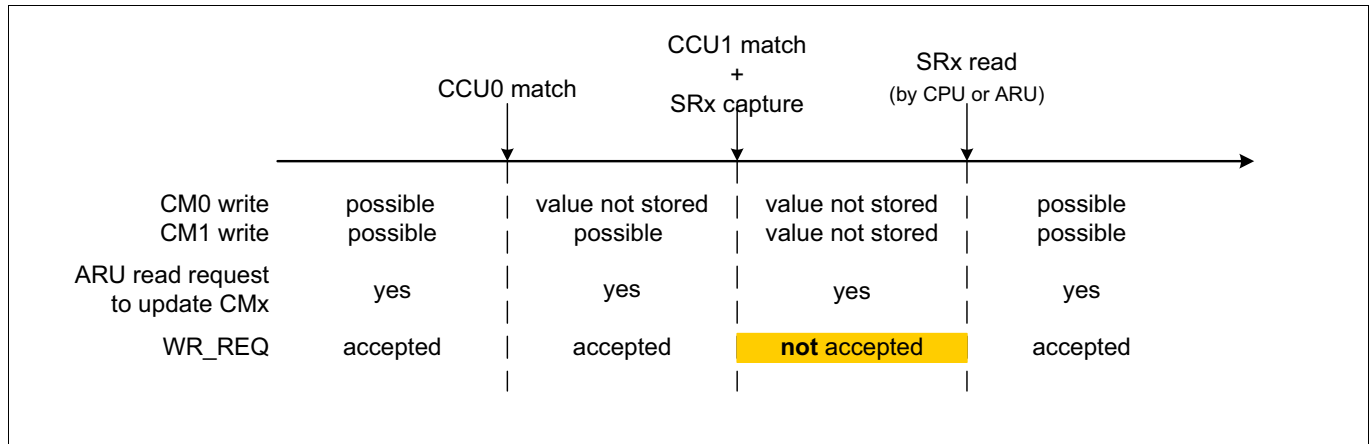 CCU0 match
CCU1 match
+
SRx capture
SRx read
(by CPU or ARU)
CM0 write possible value not stored value not stored possible
CM1 write possible possible value not stored possible
ARU read request
to update CMx yes yes yes yes
WR_REQ accepted accepted not accepted accepted